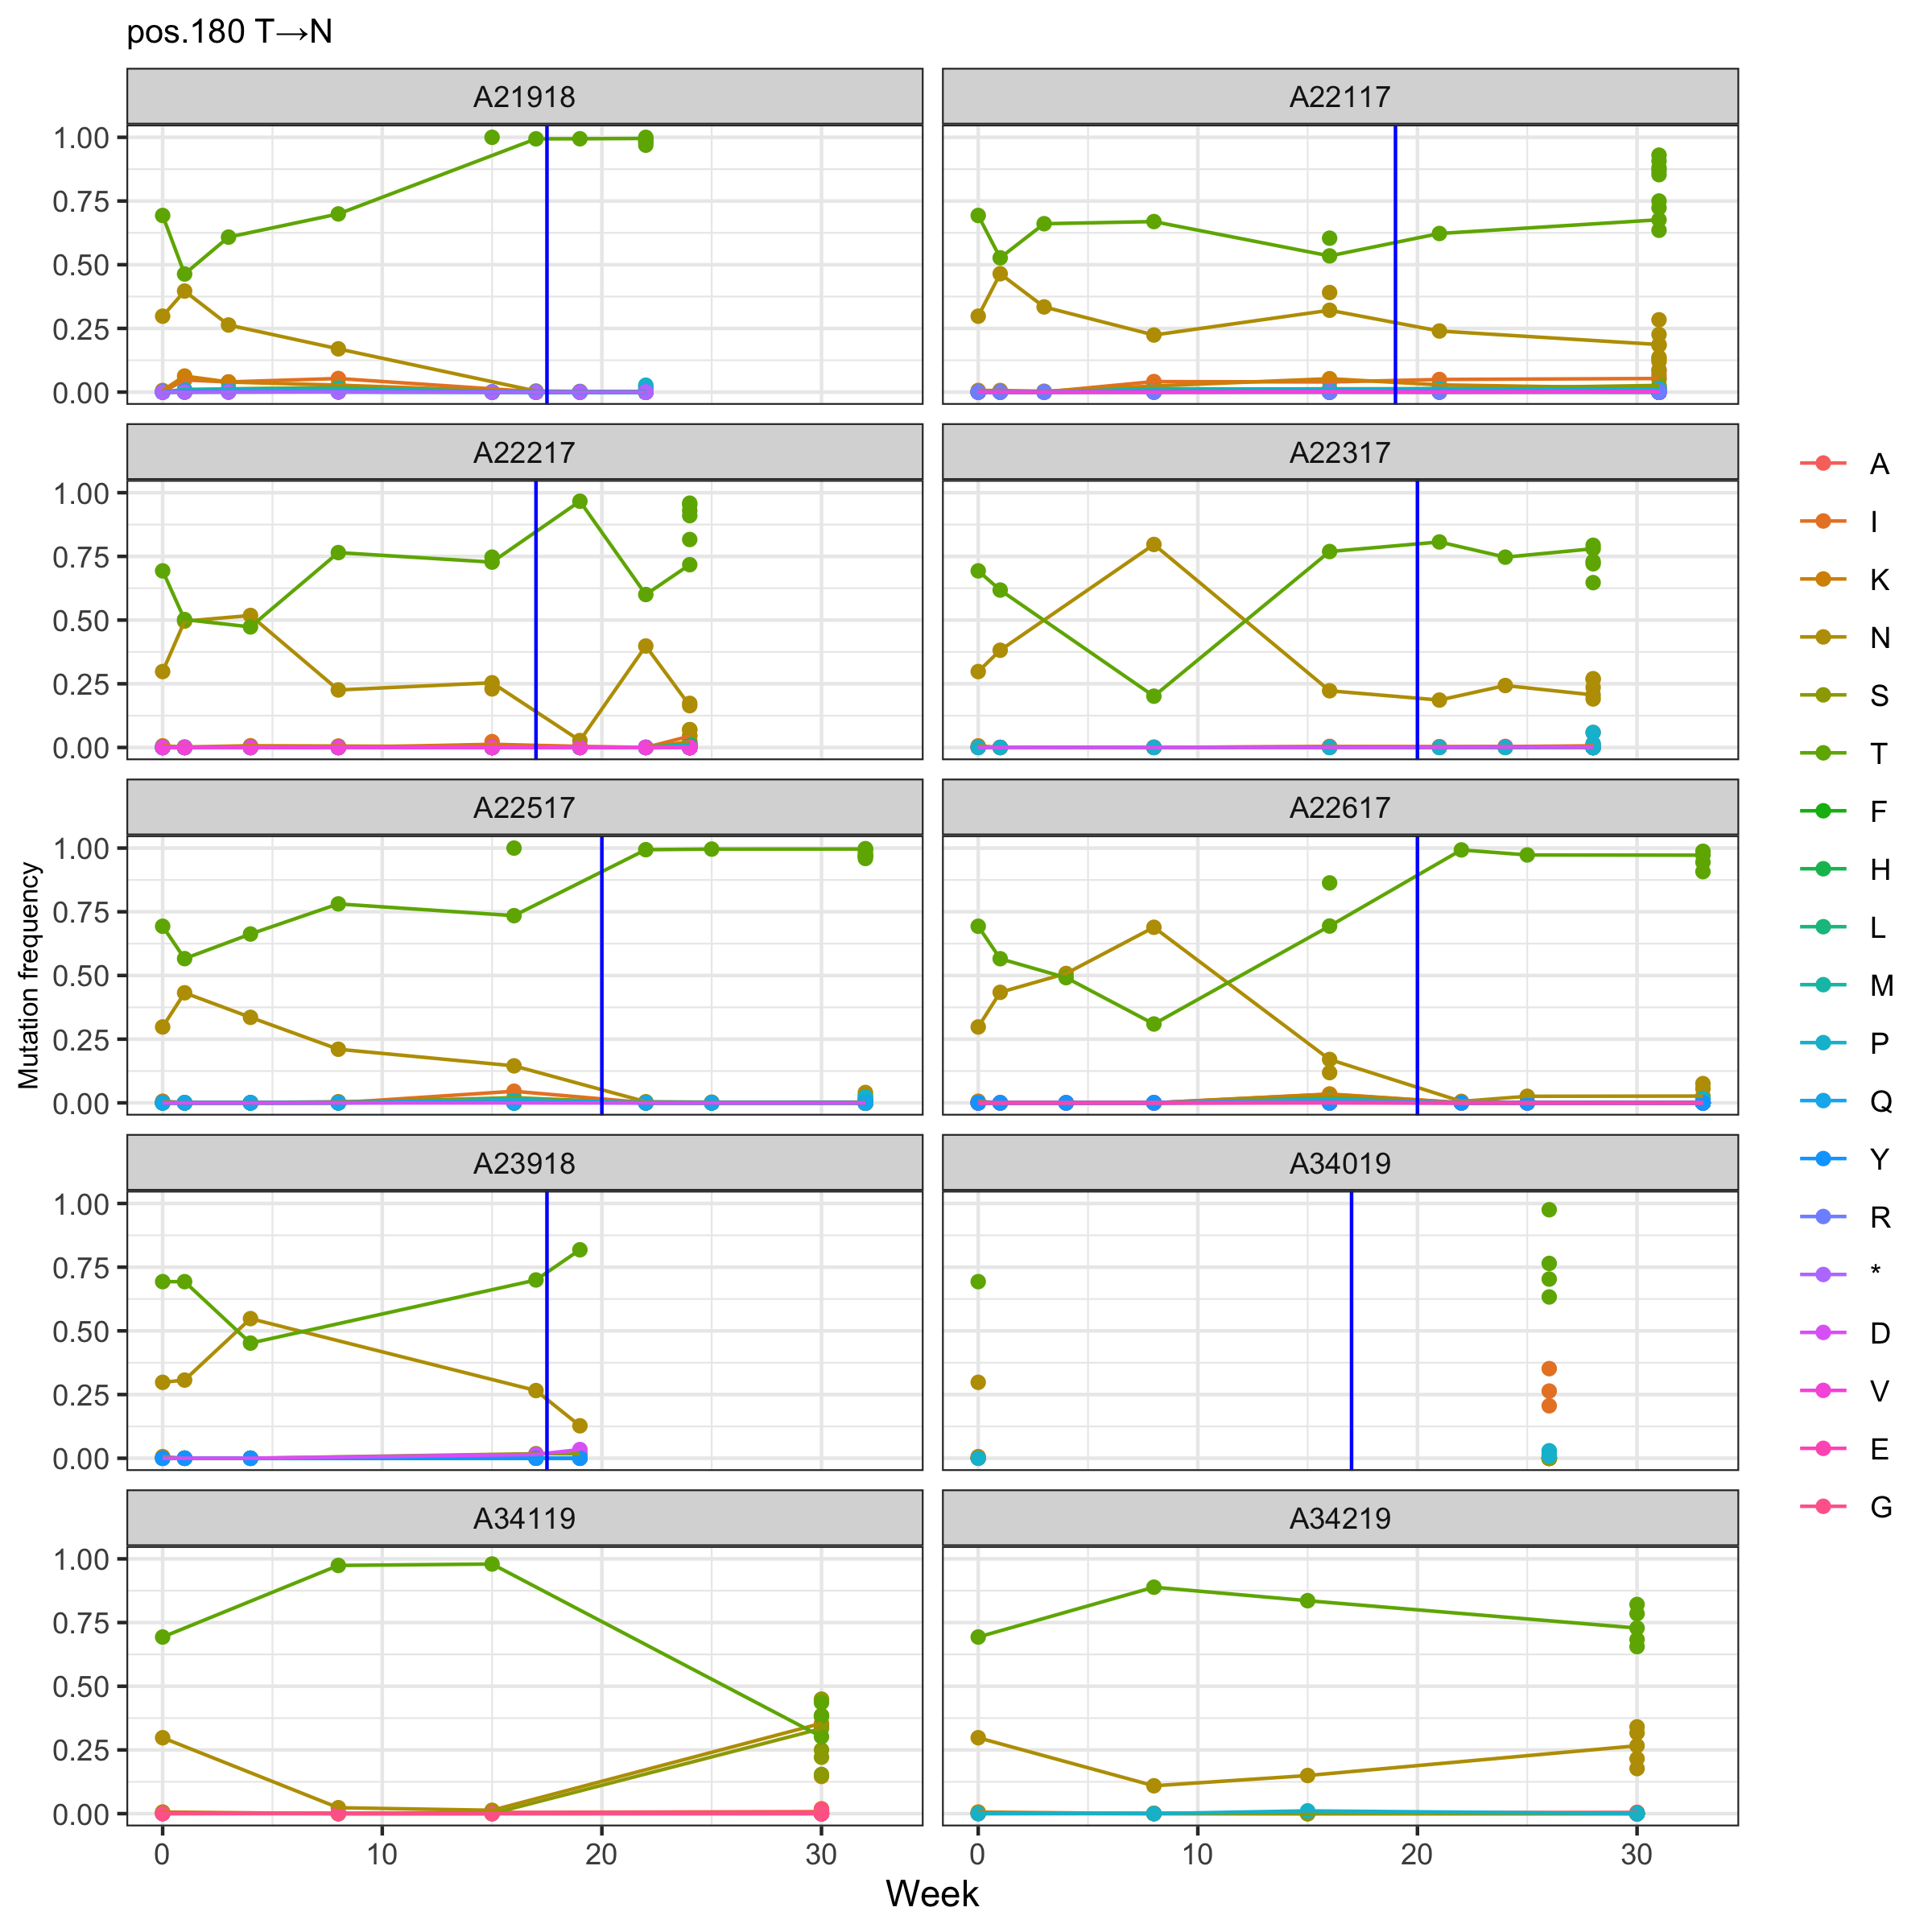 pos.180 T→N
A21918
A22117
1.00
0.75
0.50
0.25
0.00
A22217
A22317
1.00
0.75
0.50
0.25
0.00
A22517
A22617
1.00
0.75
0.50
0.25
0.00
A23918
A34019
1.00
0.75
0.50
0.25
0.00
A34119
A34219
1.00
0.75
0.50
0.25
0.00
0 10 20 30
0 10 20 30
Week
Mutation frequency
A
I
K
N
S
T
F
H
L
M
P
Q
Y
R
*
D
V
E
G